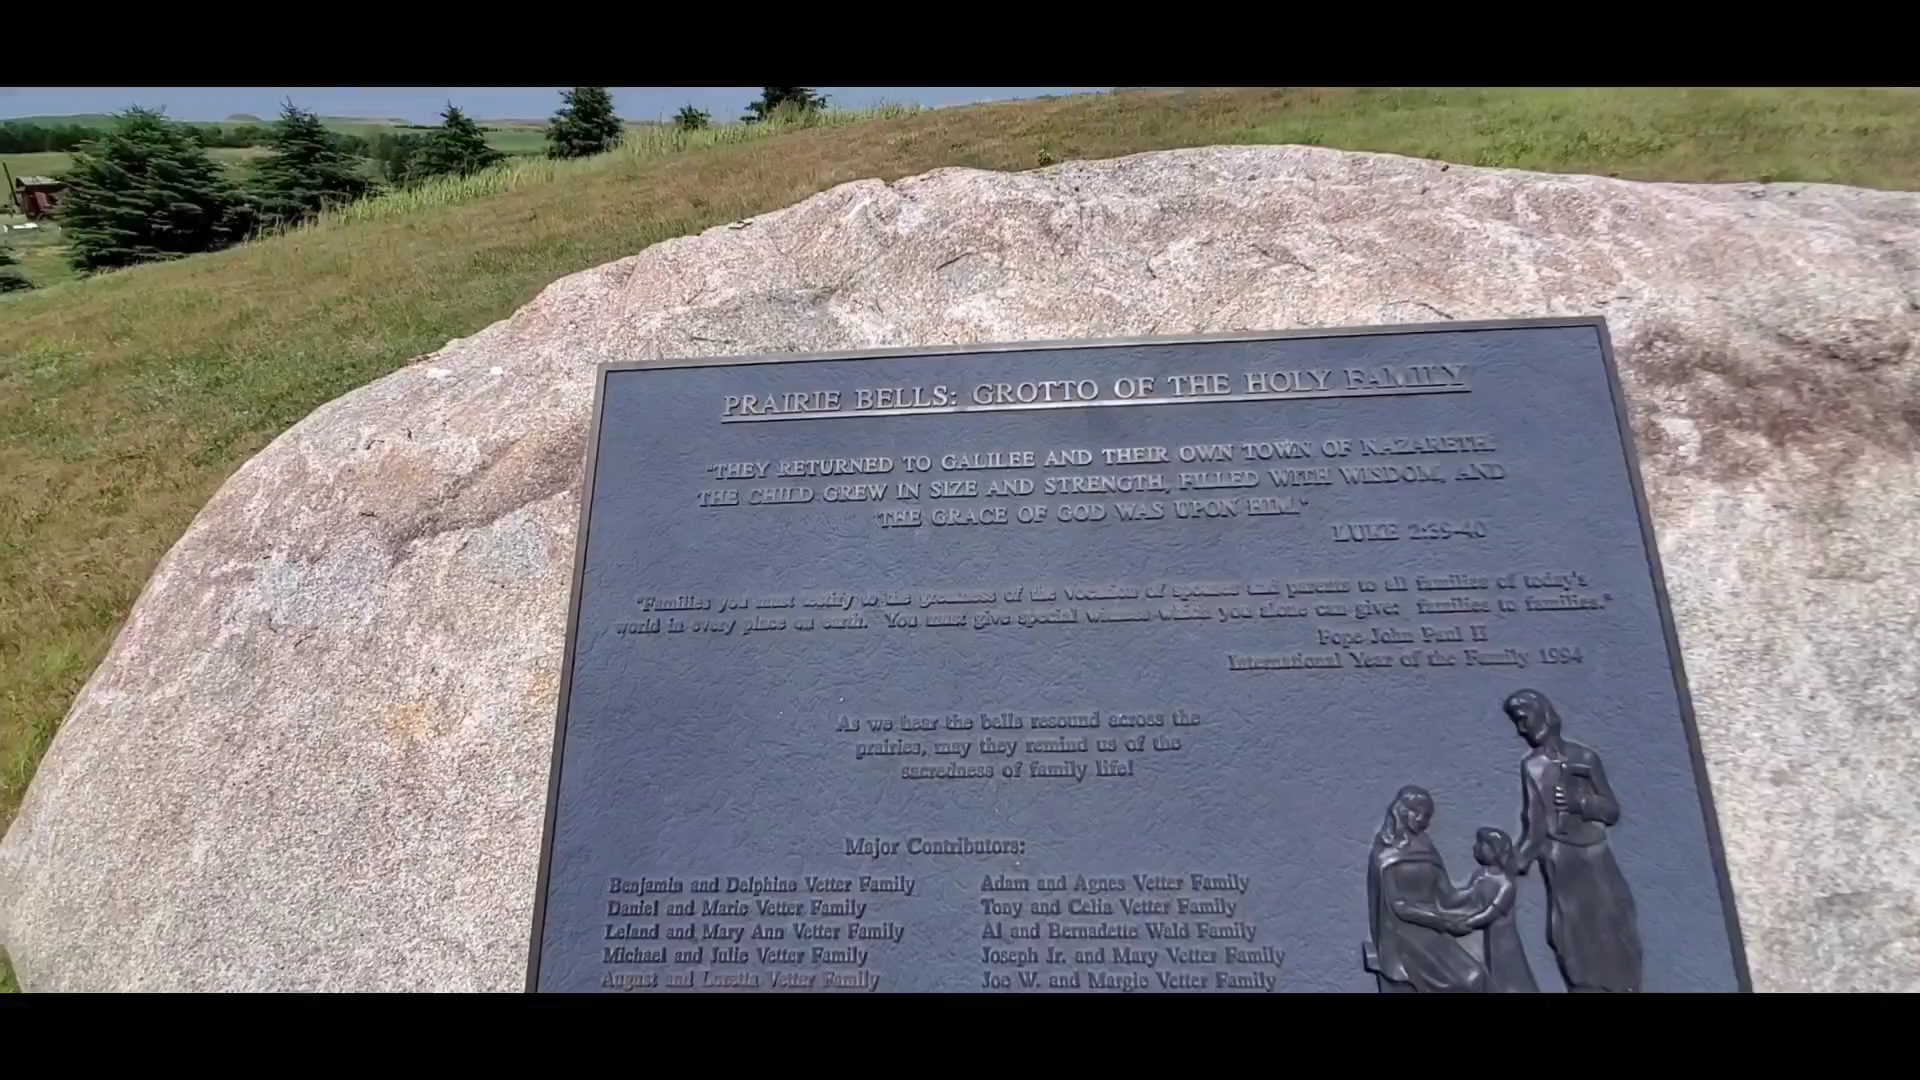 PRAIRIE BELLS: GROTTO OF THE HOLY FAMILY
"THEY RETURNED TO GALILEE AND THEIR OWN TOWN OF NAZARETH.
THE CHILD GREW IN SIZE AND STRENGTH, FILLED WITH WISDOM, AND
THE GRACE OF GOD WAS UPON HIM."
LUKE 2:39-40
"Families you must testify to the greatness of the vocation of spouses and parents to all families of today's
world in every place on earth. You must give special witness which you alone can give: families to families."
Pope John Paul II
International Year of the Family 1994
As we hear the bells resound across the
prairies, may they remind us of the
sacredness of family life!
Major Contributors:
Benjamin and Delphine Vetter Family
Daniel and Marie Vetter Family
Leland and Mary Ann Vetter Family
Michael and Julie Vetter Family
August and Loretta Vetter Family
Adam and Agnes Vetter Family
Tony and Celia Vetter Family
Al and Bernadette Wald Family
Joseph Jr. and Mary Vetter Family
Joe W. and Margie Vetter Family